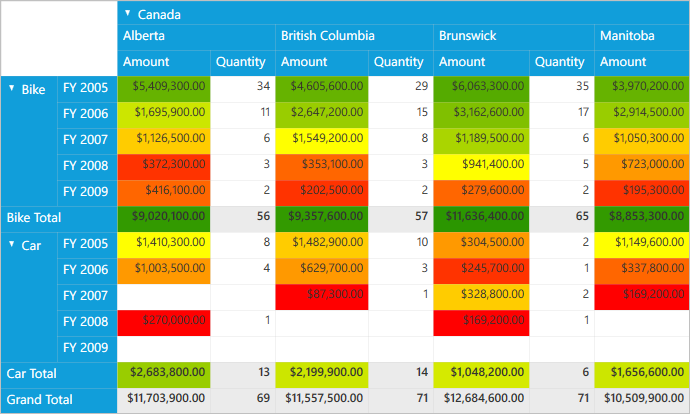 Canada
Alberta British Columbia Brunswick Manitoba
Amount Quantity Amount Quantity Amount Quantity Amount
Bike FY 2005 $5,409,300.00 34 $4,605,600.00 29 $6,063,300.00 35 $3,970,200.00
FY 2006 $1,695,900.00 11 $2,647,200.00 15 $3,162,600.00 17 $2,914,500.00
FY 2007 $1,126,500.00 6 $1,549,200.00 8 $1,189,500.00 6 $1,050,300.00
FY 2008 $372,300.00 3 $353,100.00 3 $941,400.00 5 $723,000.00
FY 2009 $416,100.00 2 $202,500.00 2 $279,600.00 2 $195,300.00
Bike Total $9,020,100.00 56 $9,357,600.00 57 $11,636,400.00 65 $8,853,300.00
Car FY 2005 $1,410,300.00 8 $1,482,900.00 10 $304,500.00 2 $1,149,600.00
FY 2006 $1,003,500.00 4 $629,700.00 3 $245,700.00 1 $337,800.00
FY 2007 $87,300.00 1 $328,800.00 2 $169,200.00
FY 2008 $270,000.00 1 $169,200.00 1
FY 2009
Car Total $2,683,800.00 13 $2,199,900.00 14 $1,048,200.00 6 $1,656,600.00
Grand Total $11,703,900.00 69 $11,557,500.00 71 $12,684,600.00 71 $10,509,900.00